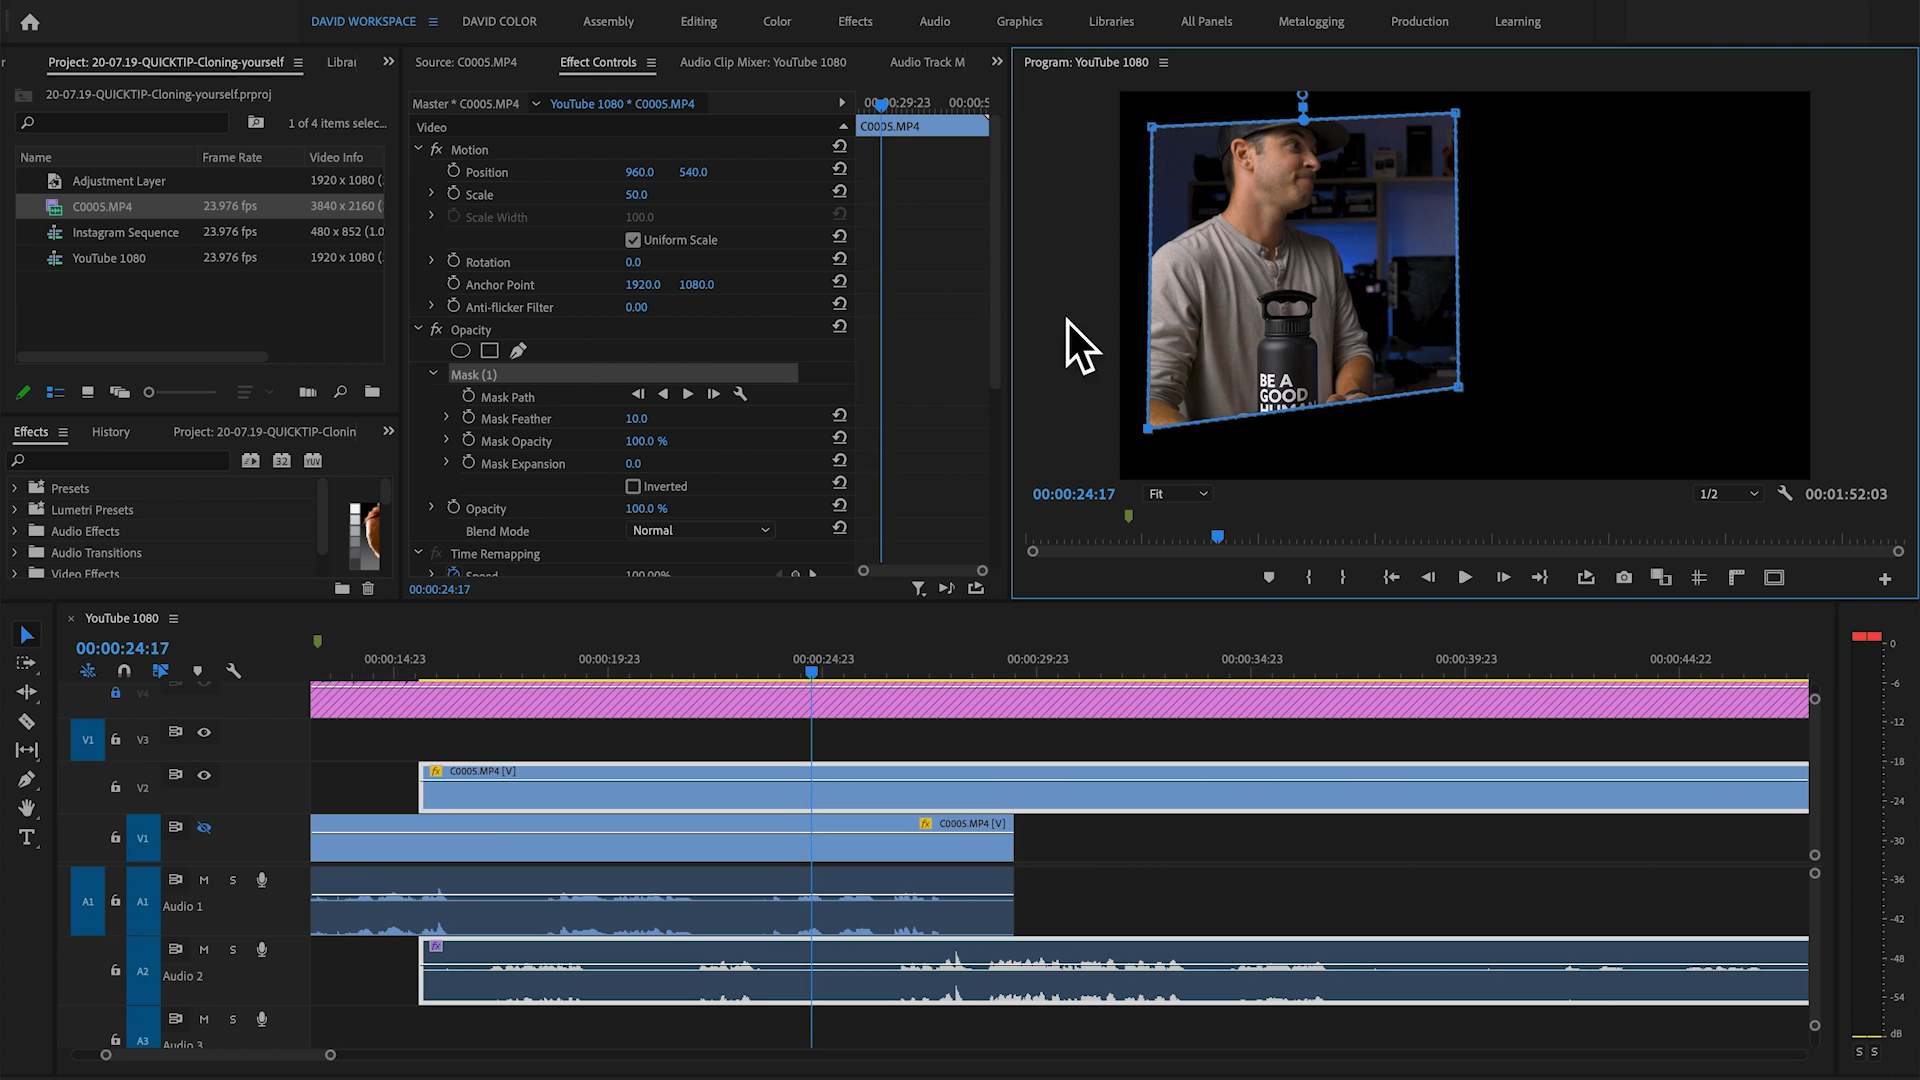 DAVID WORKSPACE
DAVID COLOR
Assembly
Editing
Color
Effects
Audio
Graphics
Libraries
All Panels
Metalogging
Production
Learning
r
Project: 20-07.19-QUICKTIP-Cloning-yourself
Librai
20-07.19-QUICKTIP-Cloning-yourself.prproj
1 of 4 items selec...
Name
Frame Rate
Video Info
Adjustment Layer
1920 x 1080 (
C0005.MP4
23.976 fps
3840 x 2160 (
Instagram Sequence
23.976 fps
480 x 852 (1.0
YouTube 1080
23.976 fps
1920 x 1080 (
Effects
History
Project: 20-07.19-QUICKTIP-Clonin
32
YUV
Presets
Lumetri Presets
Audio Effects
Audio Transitions
Video Effects
Source: C0005.MP4
Effect Controls
Audio Clip Mixer: YouTube 1080
Audio Track M
Master * C0005.MP4
YouTube 1080 * C0005.MP4
00:00:29:23
00:00:5
Video
C0005.MP4
fx Motion
Position
960.0
540.0
Scale
50.0
Scale Width
100.0
Uniform Scale
Rotation
0.0
Anchor Point
1920.0
1080.0
Anti-flicker Filter
0.00
fx Opacity
Mask (1)
Mask Path
Mask Feather
10.0
Mask Opacity
100.0 %
Mask Expansion
0.0
Inverted
Opacity
100.0 %
Blend Mode
Normal
fx Time Remapping
Speed
100.00%
00:00:24:17
Program: YouTube 1080
BE A
GOOD
HUMAN
00:00:24:17
Fit
1/2
00:01:52:03
× YouTube 1080
00:00:24:17
00:00:14:23
00:00:19:23
00:00:24:23
00:00:29:23
00:00:34:23
00:00:39:23
00:00:44:22
V4
V1
V3
V2
fx C0005.MP4 [V]
V1
fx C0005.MP4 [V]
A1
A1
M
S
Audio 1
A2
M
S
Audio 2
fx
A3
M
S
Audio 3
0
-6
-12
-18
-24
-30
-36
-42
-48
-54
dB
S
S